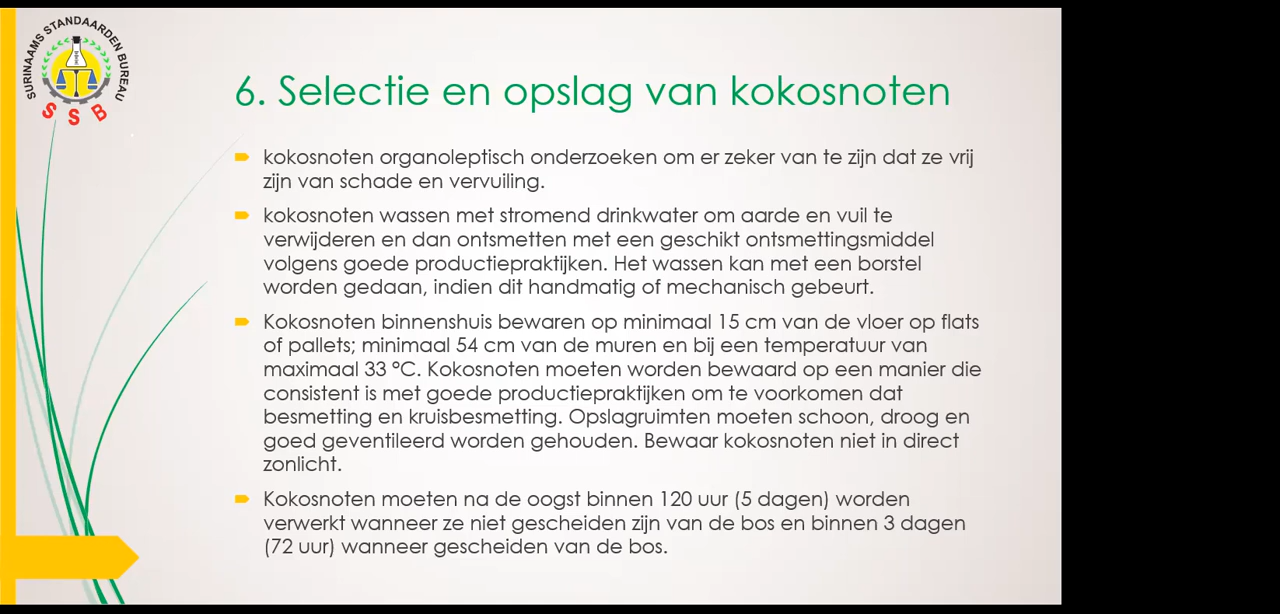 SURINAAMS STANDAARDEN BUREAU
S S B
6. Selectie en opslag van kokosnoten
kokosnoten organoleptisch onderzoeken om er zeker van te zijn dat ze vrij
zijn van schade en vervuiling.
kokosnoten wassen met stromend drinkwater om aarde en vuil te
verwijderen en dan ontsmetten met een geschikt ontsmettingsmiddel
volgens goede productiepraktijken. Het wassen kan met een borstel
worden gedaan, indien dit handmatig of mechanisch gebeurt.
Kokosnoten binnenshuis bewaren op minimaal 15 cm van de vloer op flats
of pallets; minimaal 54 cm van de muren en bij een temperatuur van
maximaal 33 °C. Kokosnoten moeten worden bewaard op een manier die
consistent is met goede productiepraktijken om te voorkomen dat
besmetting en kruisbesmetting. Opslagruimten moeten schoon, droog en
goed geventileerd worden gehouden. Bewaar kokosnoten niet in direct
zonlicht.
Kokosnoten moeten na de oogst binnen 120 uur (5 dagen) worden
verwerkt wanneer ze niet gescheiden zijn van de bos en binnen 3 dagen
(72 uur) wanneer gescheiden van de bos.